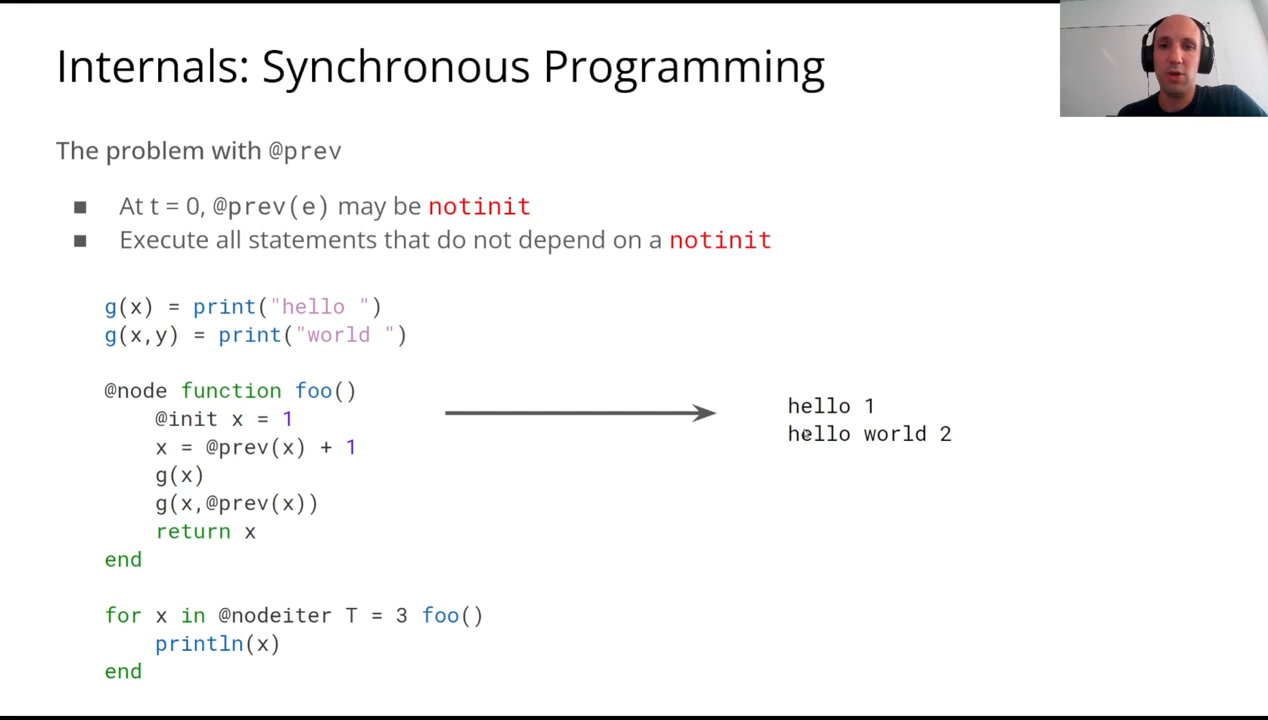 Internals: Synchronous Programming
The problem with @prev
■ At t = 0, @prev(e) may be notinit
■ Execute all statements that do not depend on a notinit
g(x) = print("hello ")
g(x,y) = print("world ")
@node function foo()
    @init x = 1
    x = @prev(x) + 1
    g(x)
    g(x,@prev(x))
    return x
end
for x in @nodeiter T = 3 foo()
    println(x)
end
hello 1
hello world 2